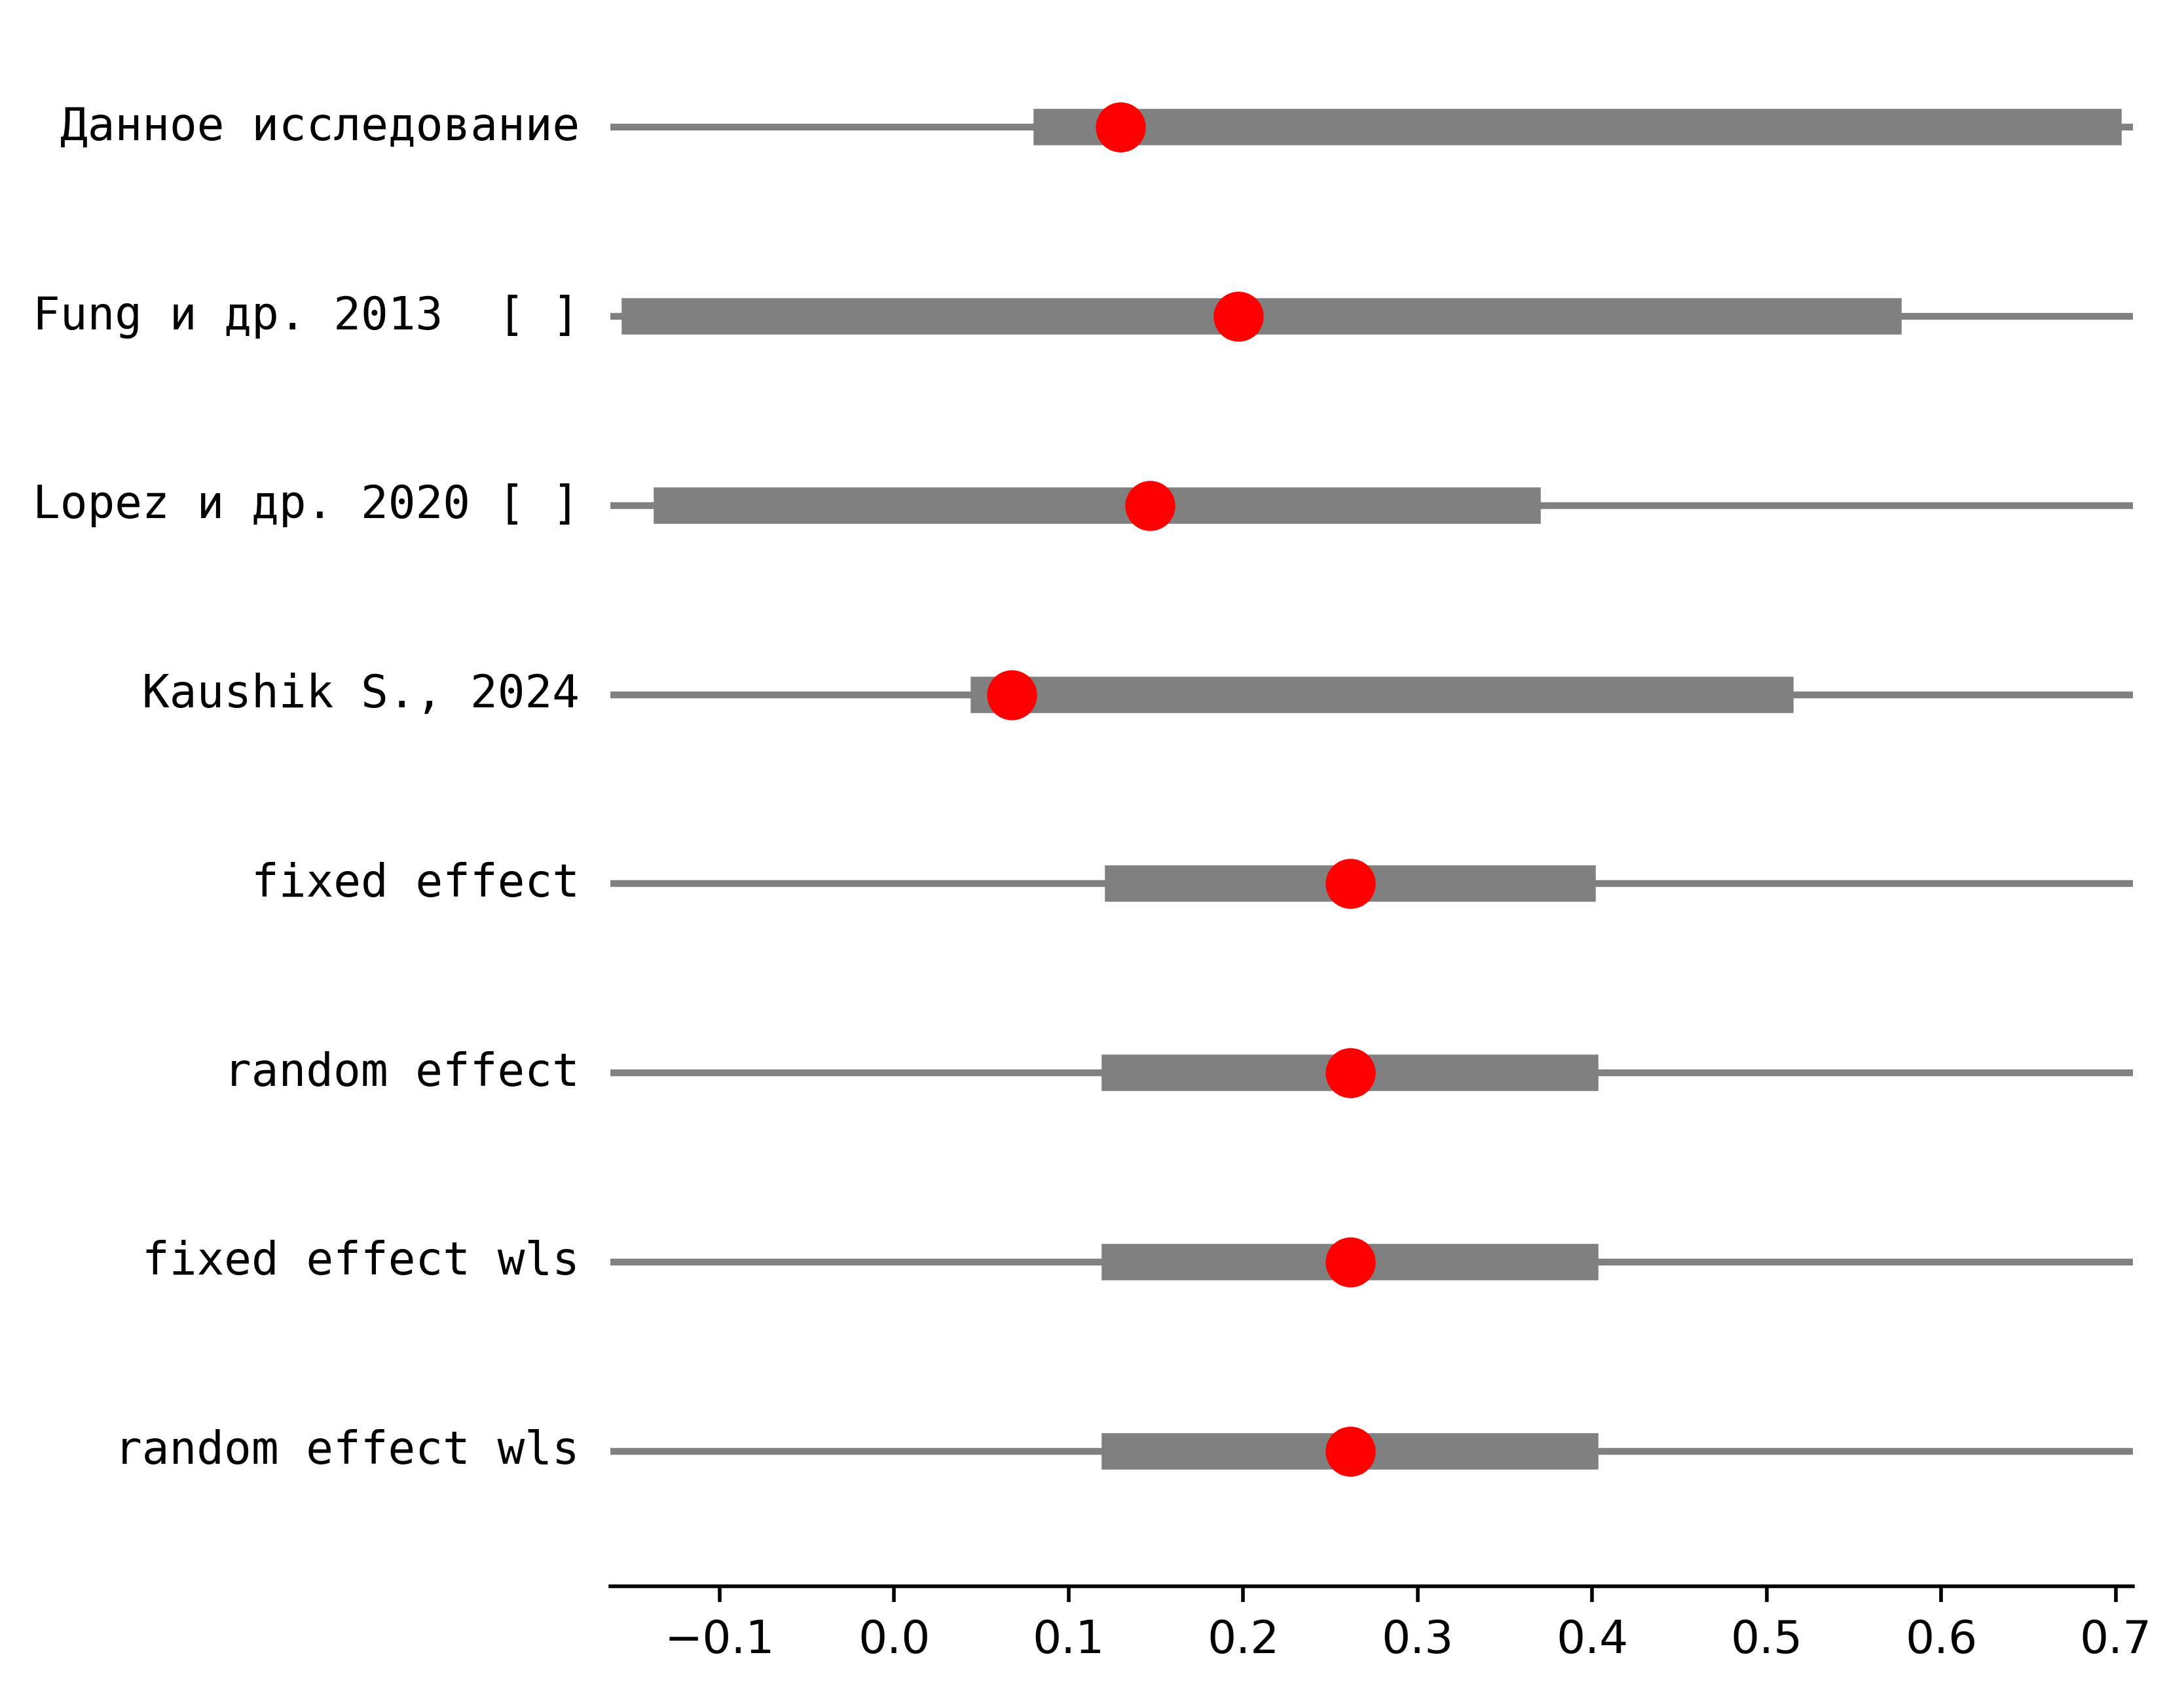 Данное исследование
Fung и др. 2013  [ ]
Lopez и др. 2020 [ ]
Kaushik S., 2024
fixed effect
random effect
fixed effect wls
random effect wls
−0.1 0.0 0.1 0.2 0.3 0.4 0.5 0.6 0.7